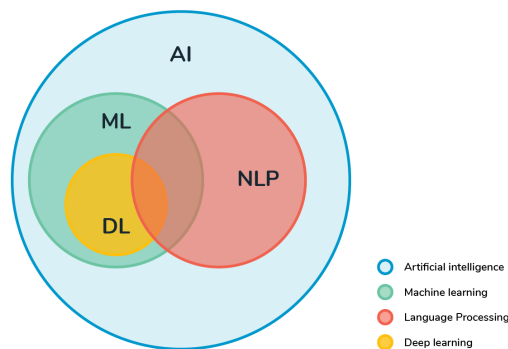 AI
ML
NLP
DL
Artificial intelligence
Machine learning
Language Processing
Deep learning